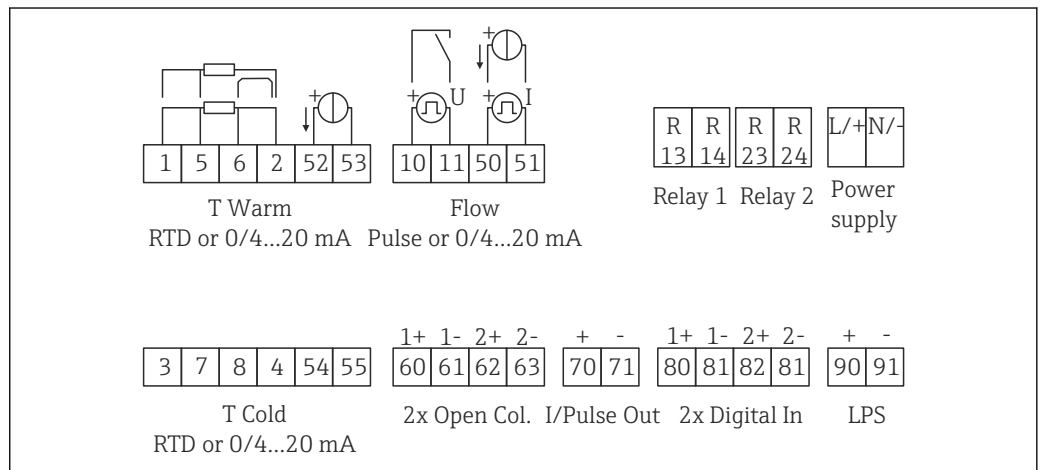 + + +
+ U + I
1 5 6 2 52 53 10 11 50 51
R 13 R 14 R 23 R 24 L/+ N/-
T Warm
RTD or 0/4...20 mA
Flow
Pulse or 0/4...20 mA
Relay 1 Relay 2
Power
supply
1+ 1- 2+ 2- + - 1+ 1- 2+ 2- + -
3 7 8 4 54 55 60 61 62 63 70 71 80 81 82 81 90 91
T Cold
RTD or 0/4...20 mA
2x Open Col. I/Pulse Out 2x Digital In LPS